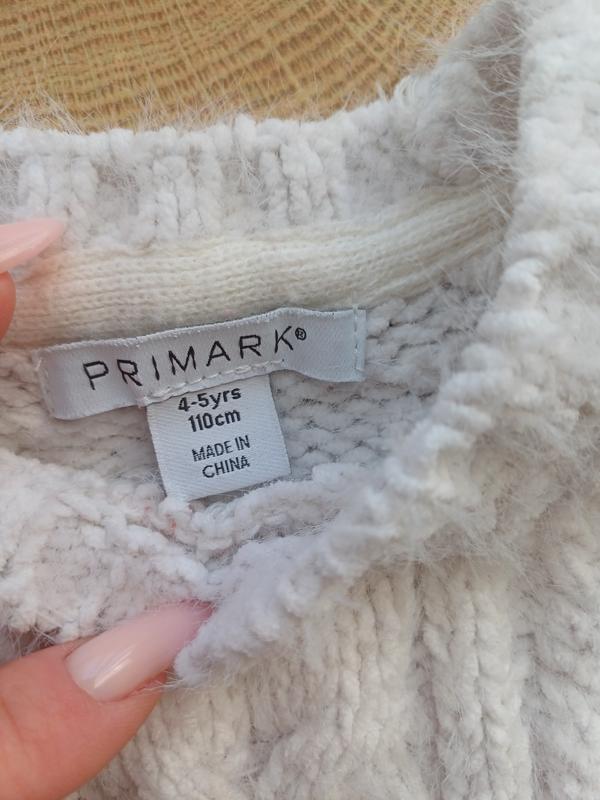 PRIMARK®
4-5yrs
110cm
MADE IN
CHINA